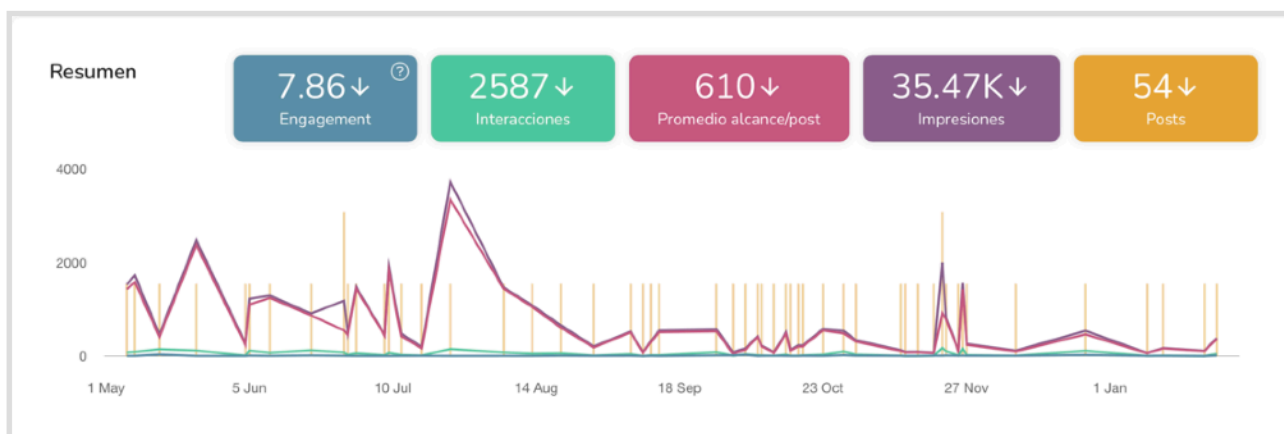 Resumen
7.86↓ ?
Engagement
2587↓
Interacciones
610↓
Promedio alcance/post
35.47K↓
Impresiones
54↓
Posts
4000
2000
0
1 May
5 Jun
10 Jul
14 Aug
18 Sep
23 Oct
27 Nov
1 Jan